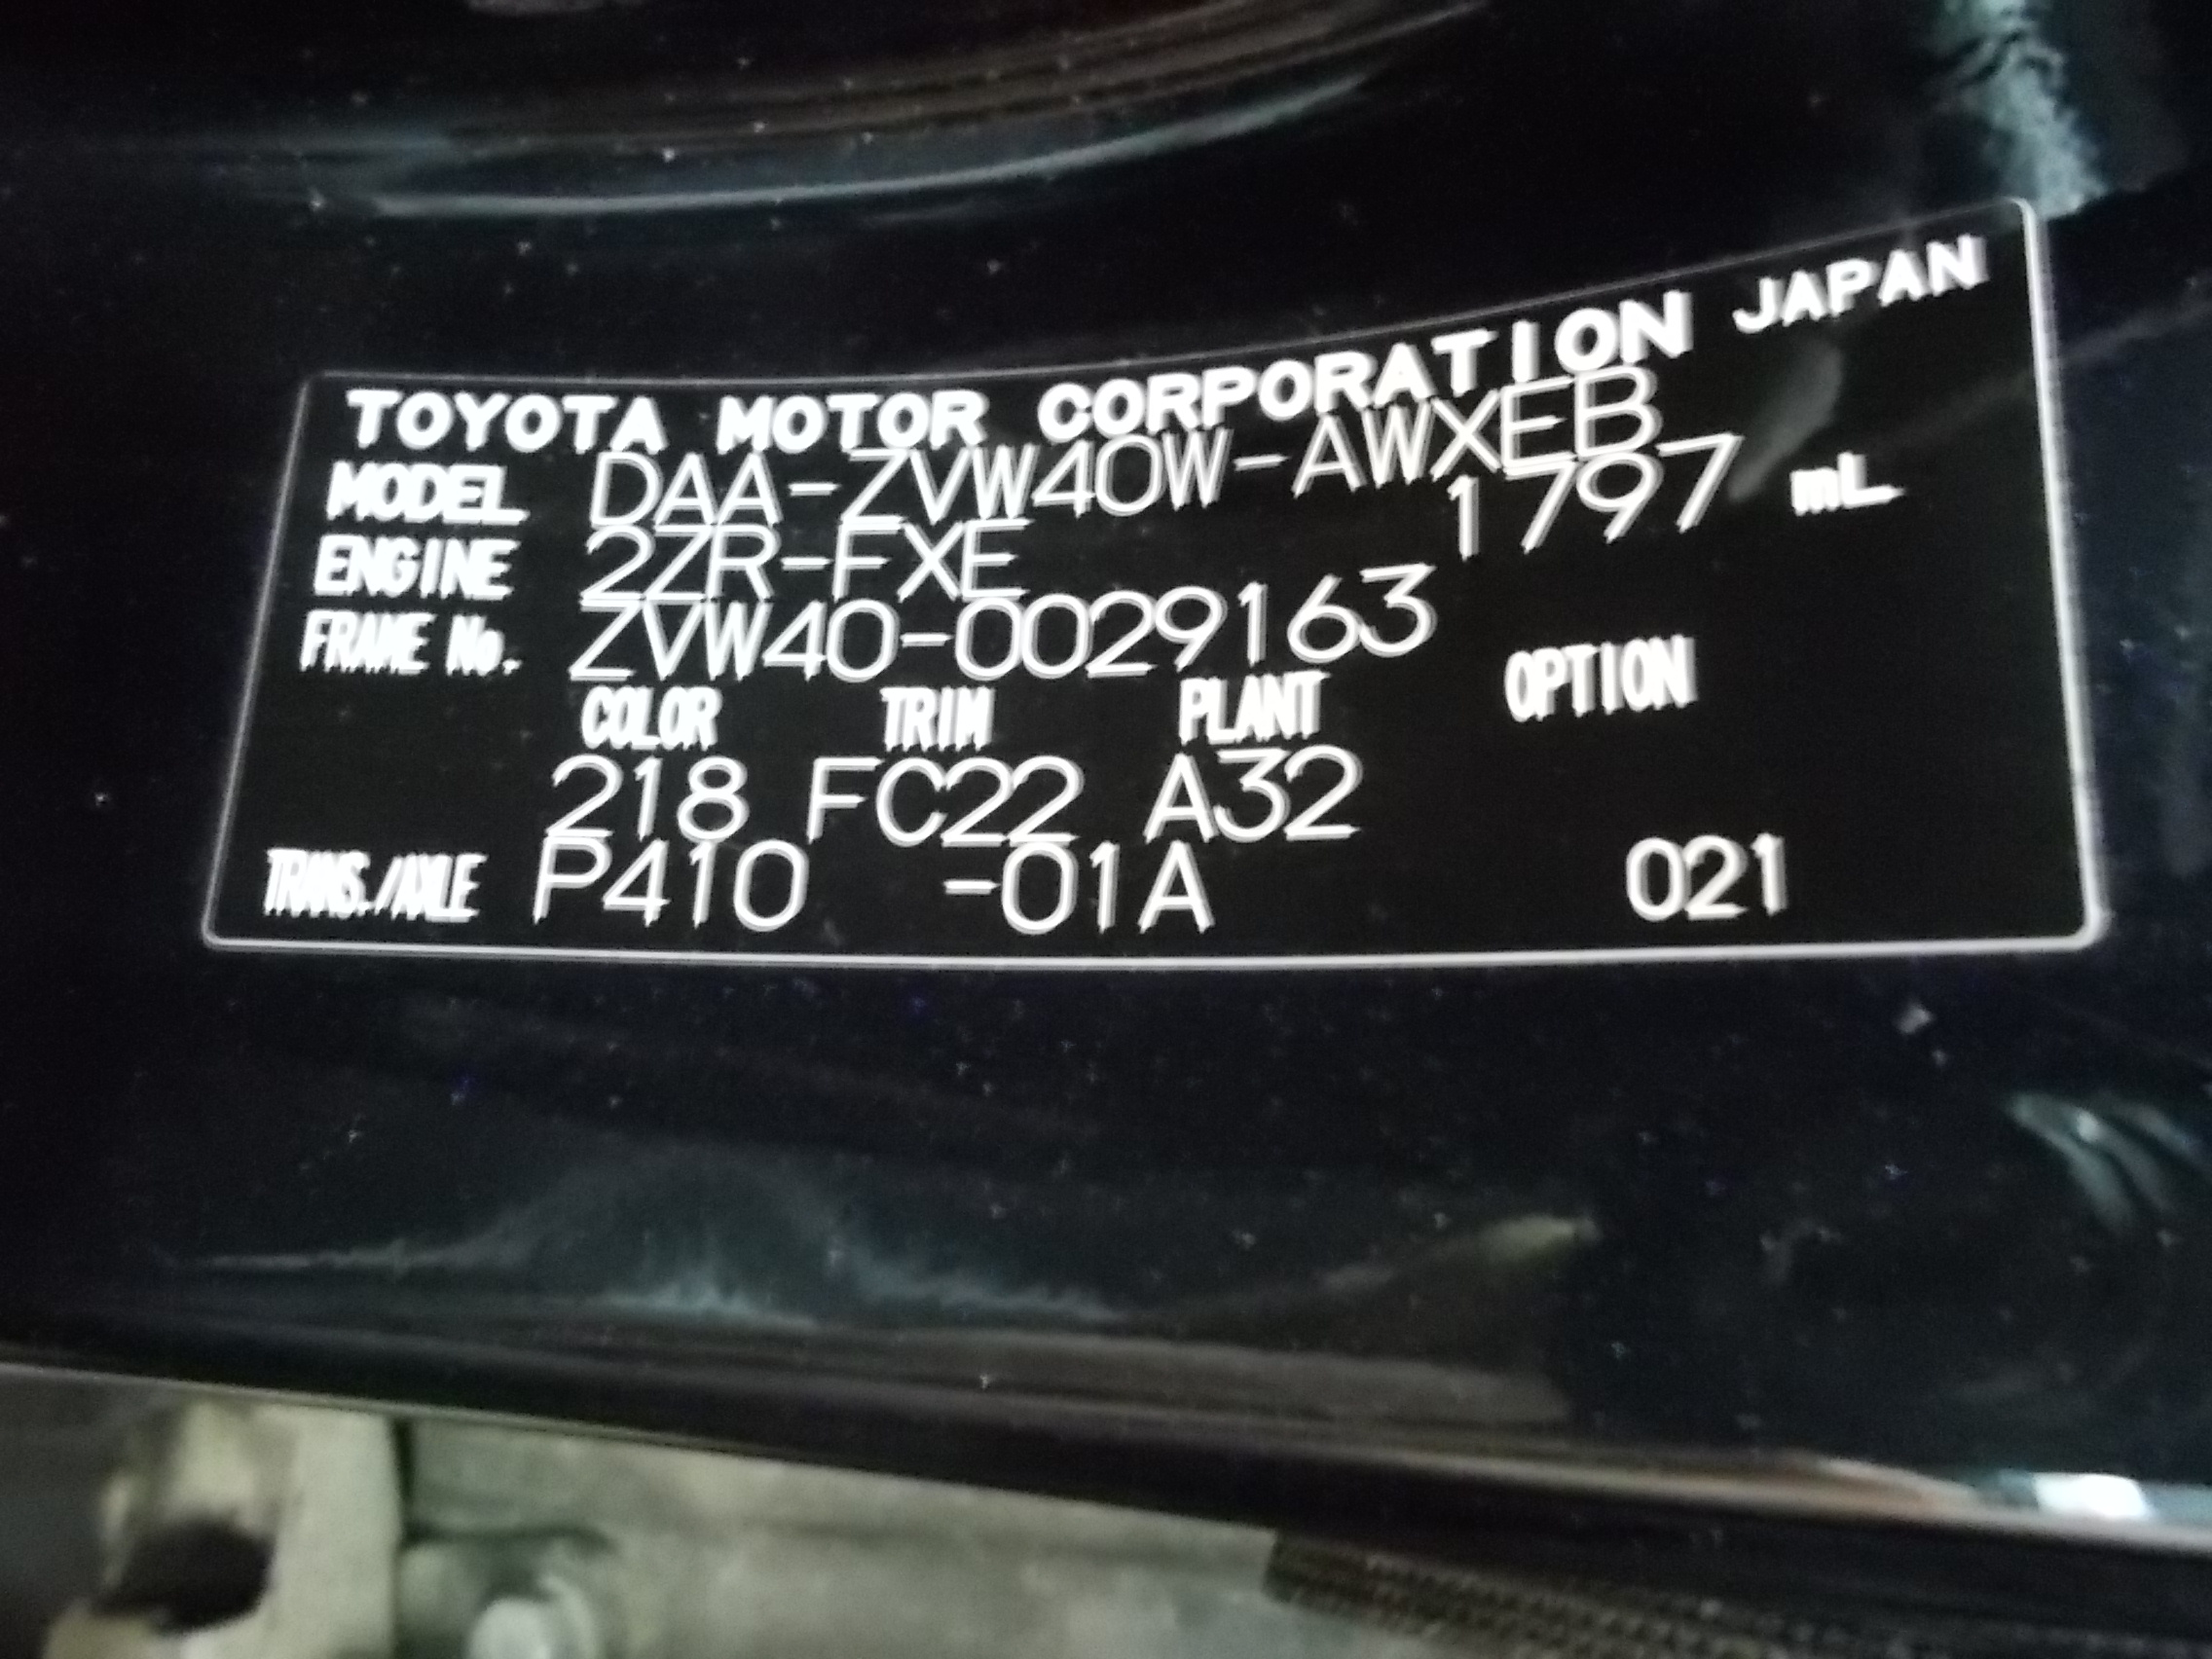 TOYOTA MOTOR CORPORATION JAPAN
MODEL DAA-ZVW40W-AWXEB
ENGINE 2ZR-FXE 1797 mL
FRAME No. ZVW40-0029163
COLOR TRIM PLANT OPTION
218 FC22 A32
TRANS./AXLE P410 -01A 021